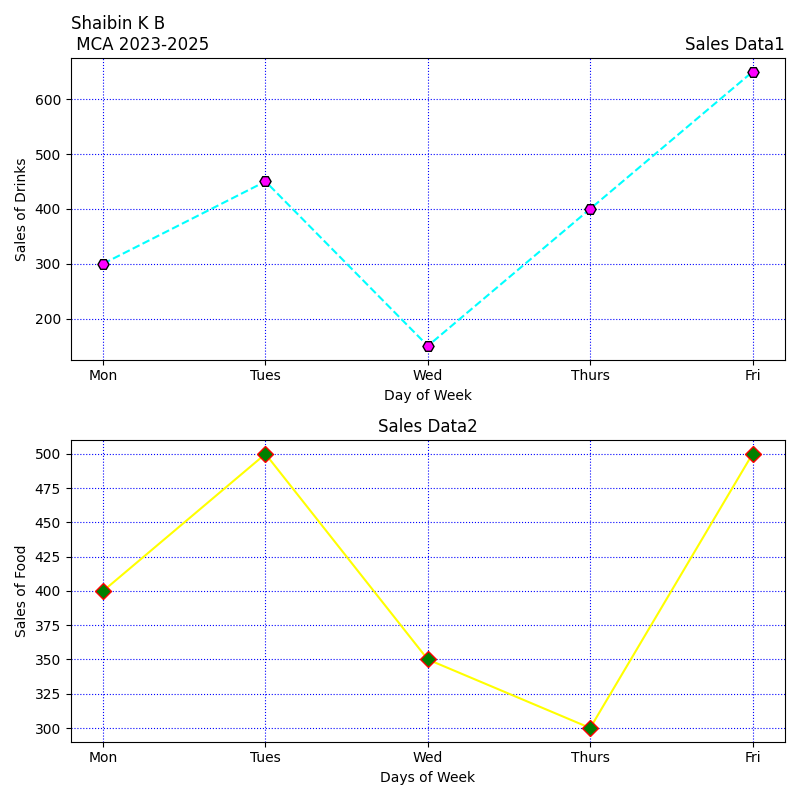 Shaibin K B
MCA 2023-2025
Sales Data1
Sales of Drinks
600
500
400
300
200
Mon Tues Wed Thurs Fri
Day of Week
Sales Data2
Sales of Food
500
475
450
425
400
375
350
325
300
Mon Tues Wed Thurs Fri
Days of Week